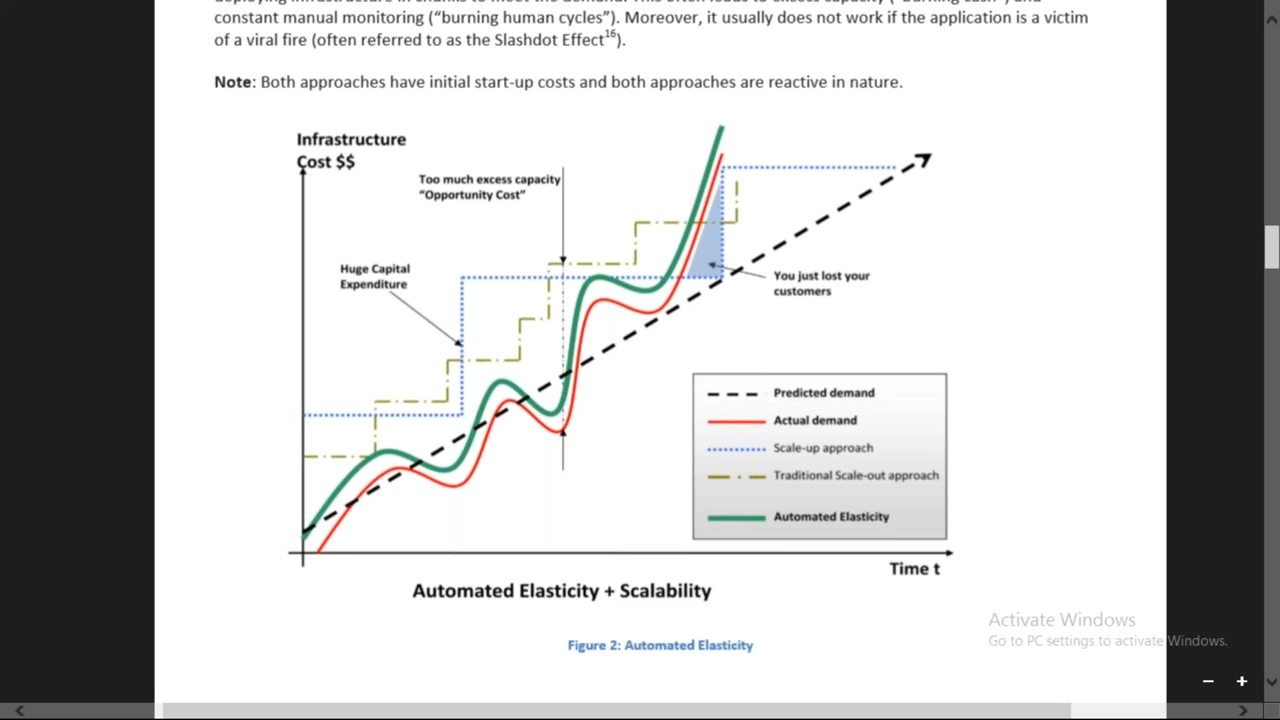 constant manual monitoring (“burning human cycles”). Moreover, it usually does not work if the application is a victim
of a viral fire (often referred to as the Slashdot Effect16).
Note: Both approaches have initial start-up costs and both approaches are reactive in nature.
Infrastructure
Cost $$
Too much excess capacity
“Opportunity Cost”
Huge Capital
Expenditure
You just lost your
customers
Predicted demand
Actual demand
Scale-up approach
Traditional Scale-out approach
Automated Elasticity
Time t
Automated Elasticity + Scalability
Figure 2: Automated Elasticity
Activate Windows
Go to PC settings to activate Windows.